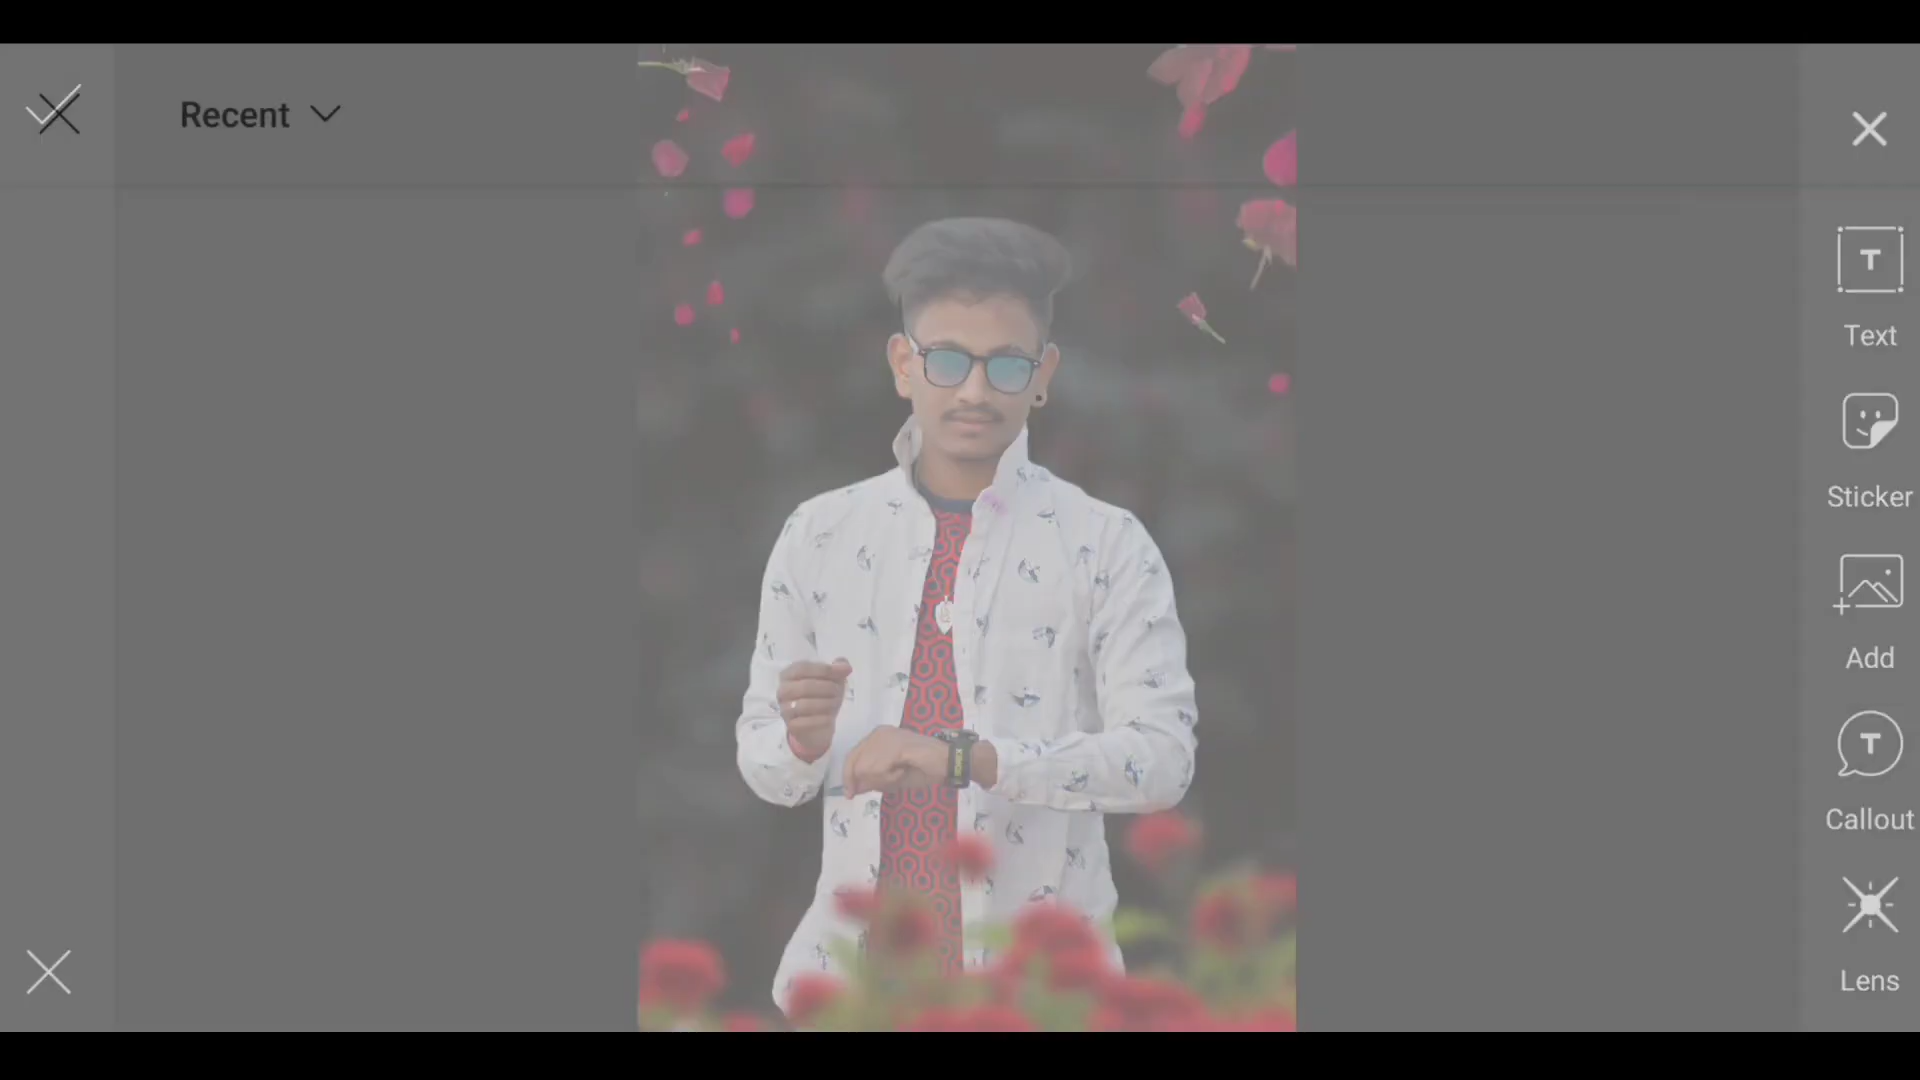 Recent
T
Text
Sticker
Add
T
Callout
Lens